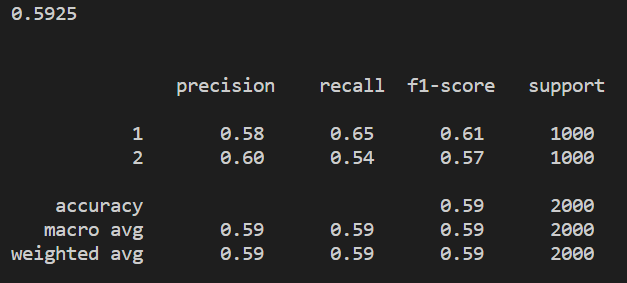 0.5925
precision recall f1-score support
1 0.58 0.65 0.61 1000
2 0.60 0.54 0.57 1000
accuracy 0.59 2000
macro avg 0.59 0.59 0.59 2000
weighted avg 0.59 0.59 0.59 2000